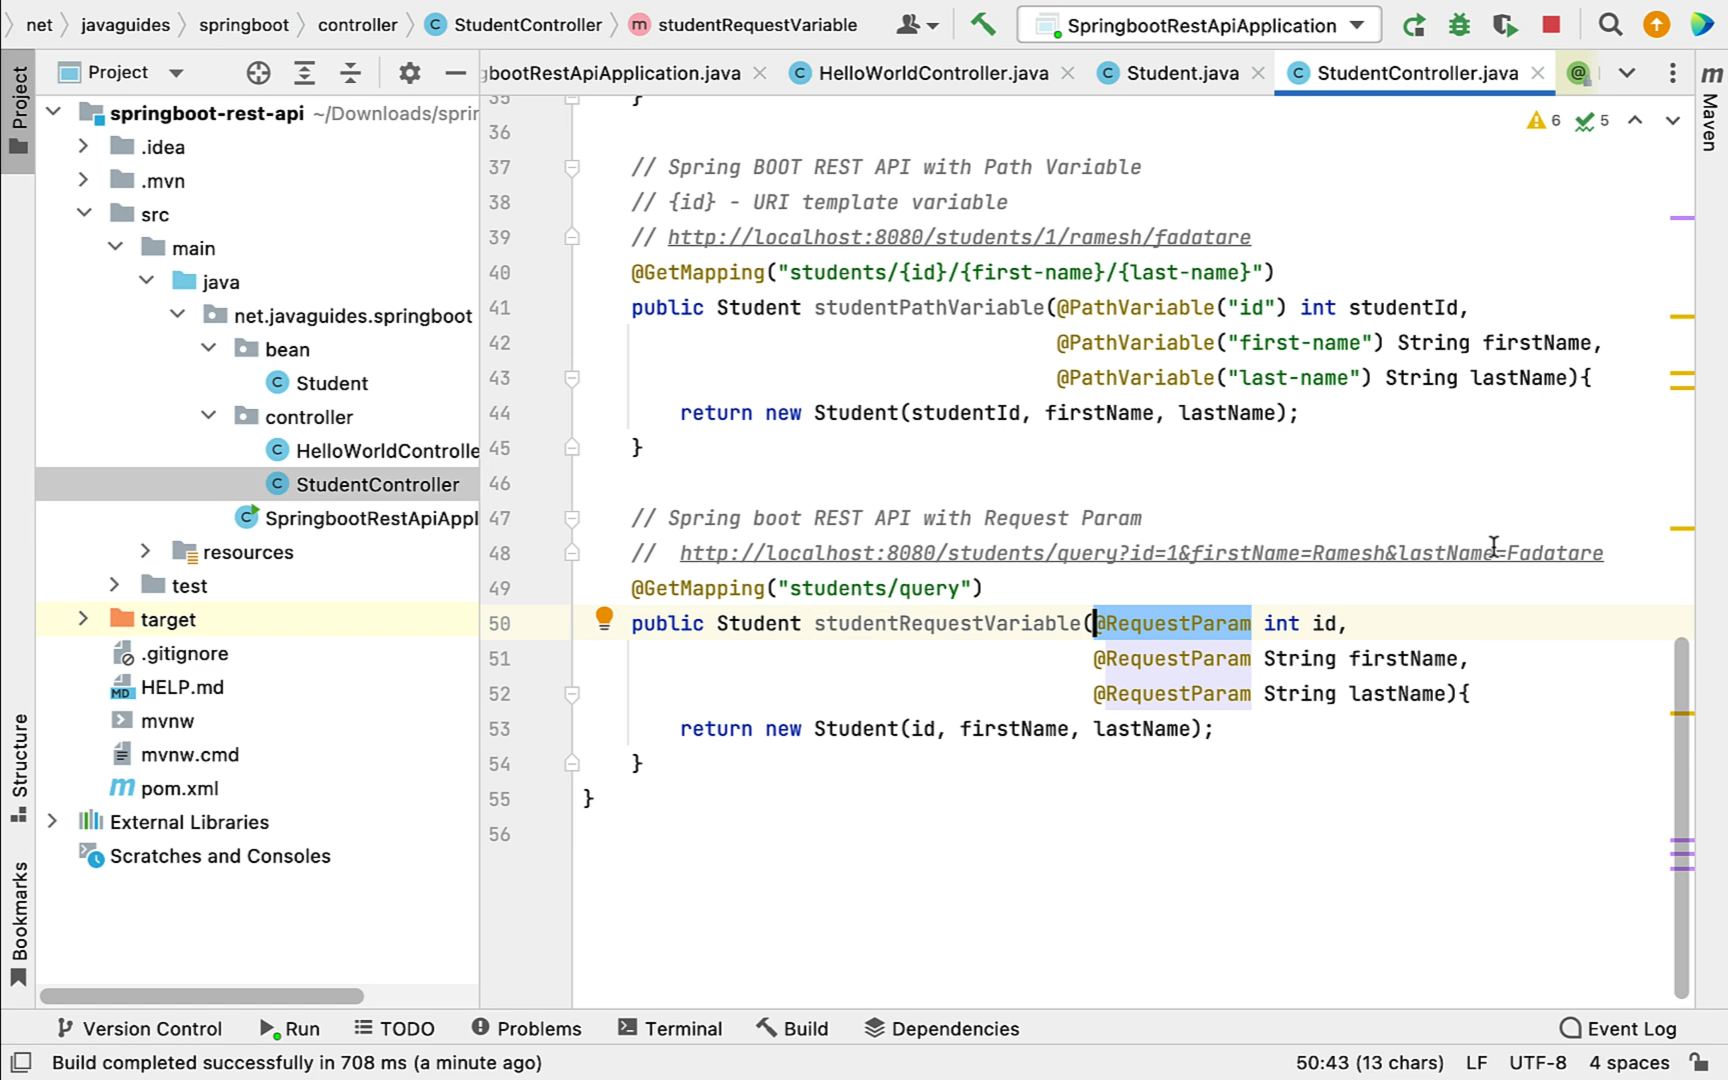 net javaguides springboot controller C StudentController m studentRequestVariable SpringbootRestApiApplication
Project gbootRestApiApplication.java C HelloWorldController.java C Student.java C StudentController.java @ m
Project
Maven
Structure
Bookmarks
springboot-rest-api ~/Downloads/sprir
.idea
.mvn
src
main
java
net.javaguides.springboot
bean
C Student
controller
C HelloWorldControlle
C StudentController
C SpringbootRestApiAppl
resources
test
target
.gitignore
MD HELP.md
mvnw
mvnw.cmd
m pom.xml
External Libraries
Scratches and Consoles
6 5
35 }
36
37 // Spring BOOT REST API with Path Variable
38 // {id} - URI template variable
39 // http://localhost:8080/students/1/ramesh/fadatare
40 @GetMapping("students/{id}/{first-name}/{last-name}")
41 public Student studentPathVariable(@PathVariable("id") int studentId,
42 @PathVariable("first-name") String firstName,
43 @PathVariable("last-name") String lastName){
44 return new Student(studentId, firstName, lastName);
45 }
46
47 // Spring boot REST API with Request Param
48 // http://localhost:8080/students/query?id=1&firstName=Ramesh&lastName=Fadatare
49 @GetMapping("students/query")
50 public Student studentRequestVariable(@RequestParam int id,
51 @RequestParam String firstName,
52 @RequestParam String lastName){
53 return new Student(id, firstName, lastName);
54 }
55 }
56
Version Control Run TODO Problems Terminal Build Dependencies Event Log
Build completed successfully in 708 ms (a minute ago) 50:43 (13 chars) LF UTF-8 4 spaces